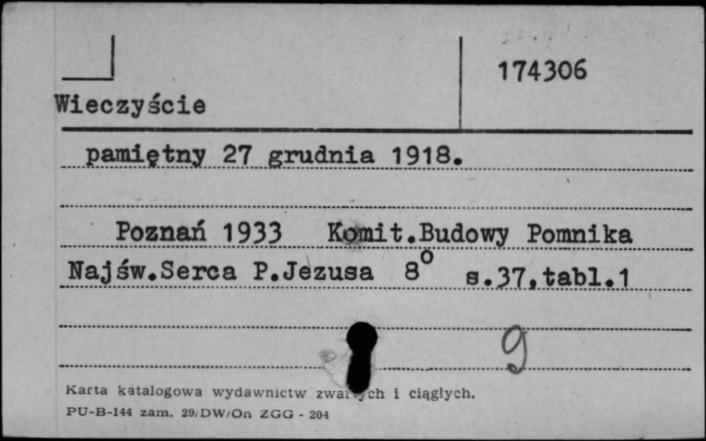 174306
Wieczyście
pamiętny 27 grudnia 1918.
Poznań 1933 Komit.Budowy Pomnika
Najśw.Serca P.Jezusa 8° s.37,tabl.1
9
Karta katalogowa wydawnictw zwartych i ciągłych.
PU-B-144 zam. 29/DW/On ZGG - 204